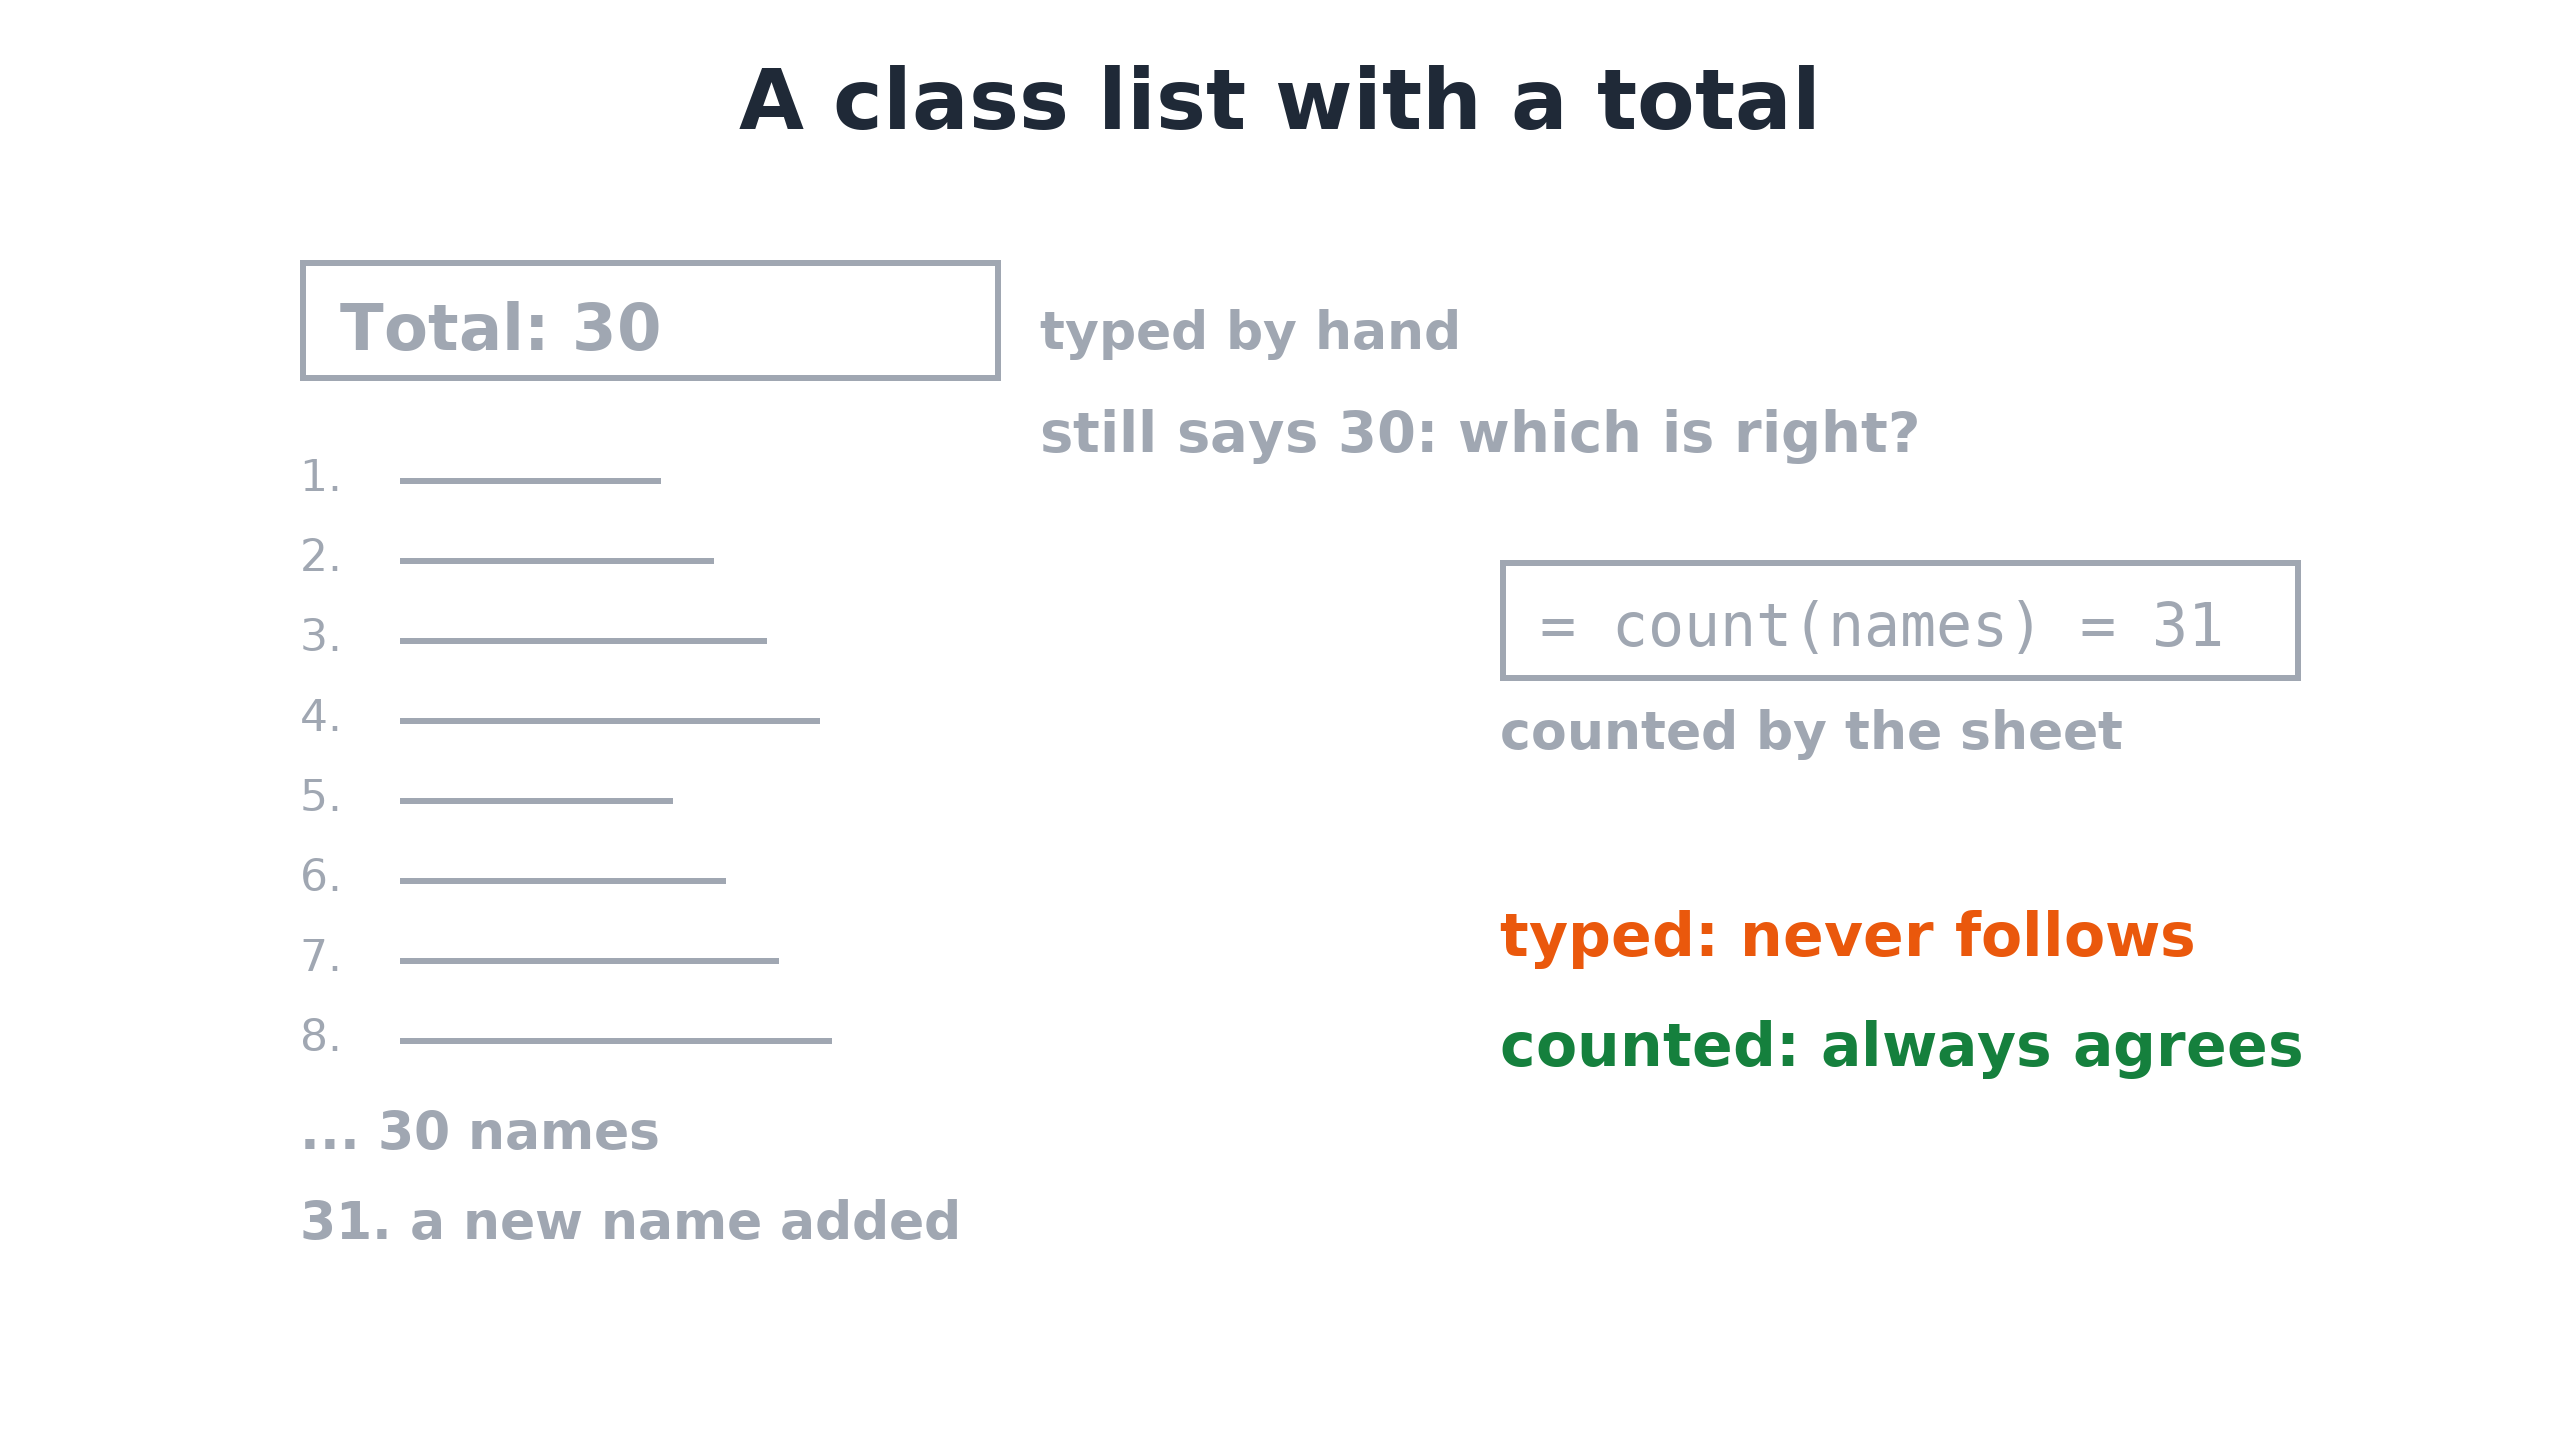 A class list with a total
Total: 30
typed by hand
still says 30: which is right?
1.
2.
3.
4.
5.
6.
7.
8.
... 30 names
31. a new name added
= count(names) = 31
counted by the sheet
typed: never follows
counted: always agrees